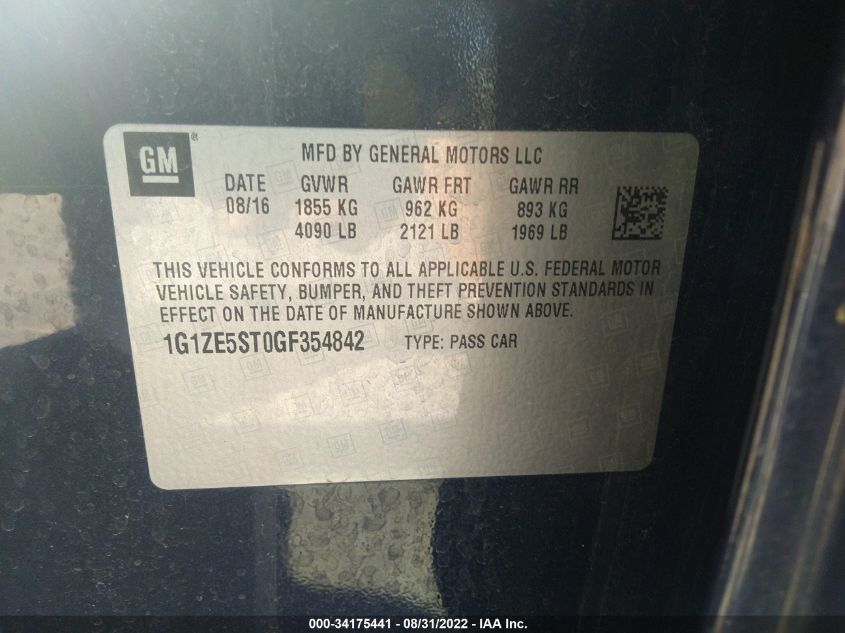 GM
MFD BY GENERAL MOTORS LLC
DATE GVWR GAWR FRT GAWR RR
08/16 1855 KG 962 KG 893 KG
4090 LB 2121 LB 1969 LB
THIS VEHICLE CONFORMS TO ALL APPLICABLE U.S. FEDERAL MOTOR
VEHICLE SAFETY, BUMPER, AND THEFT PREVENTION STANDARDS IN
EFFECT ON THE DATE OF MANUFACTURE SHOWN ABOVE.
1G1ZE5ST0GF354842 TYPE: PASS CAR
000-34175441 - 08/31/2022 - IAA Inc.